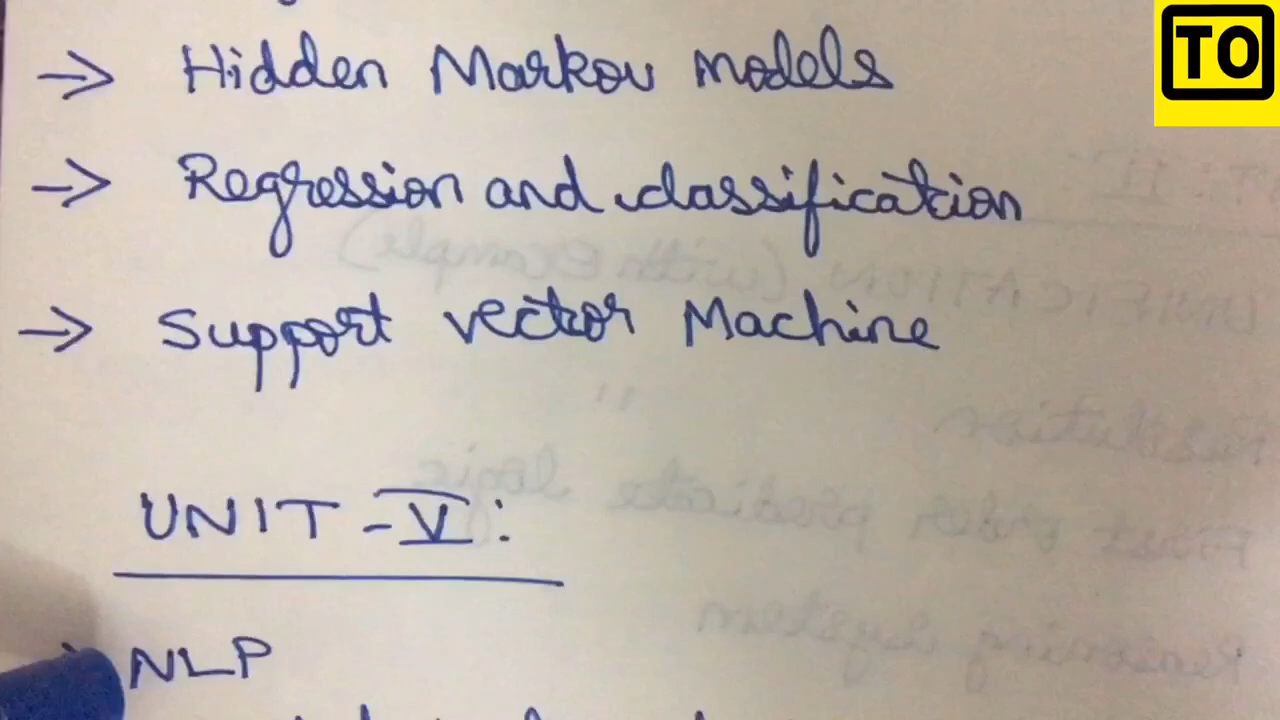 TO
→ Hidden Markov models
→ Regression and classification
→ Support vector Machine
UNIT - V:
NLP